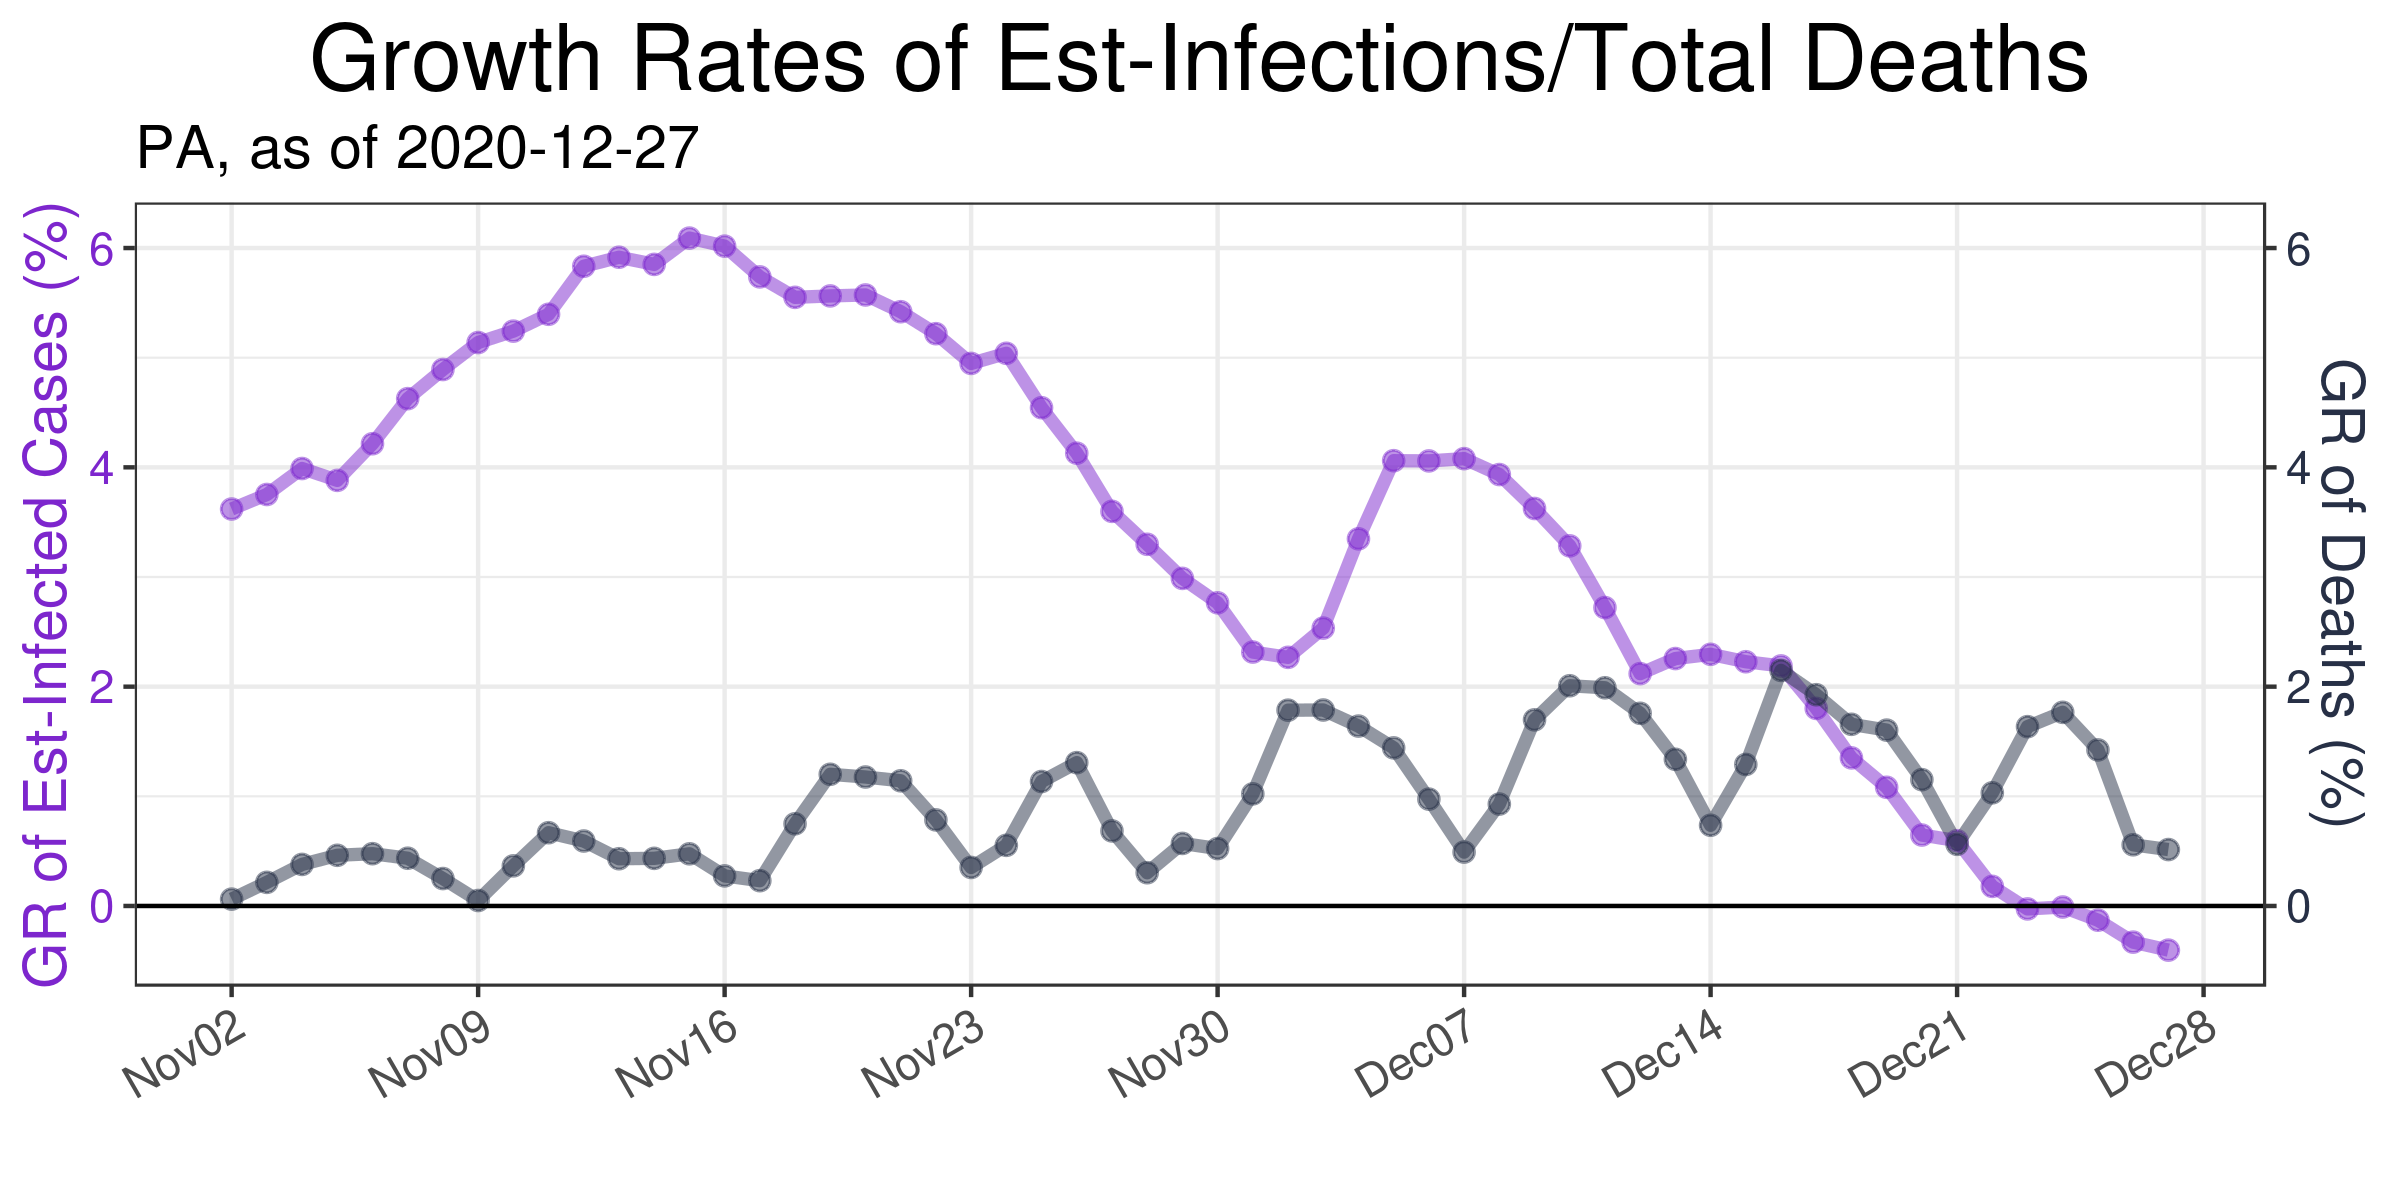 Growth Rates of Est-Infections/Total Deaths
PA, as of 2020-12-27
GR of Est-Infected Cases (%)
6
4
2
0
6
4
2
0
GR of Deaths (%)
Nov02
Nov09
Nov16
Nov23
Nov30
Dec07
Dec14
Dec21
Dec28